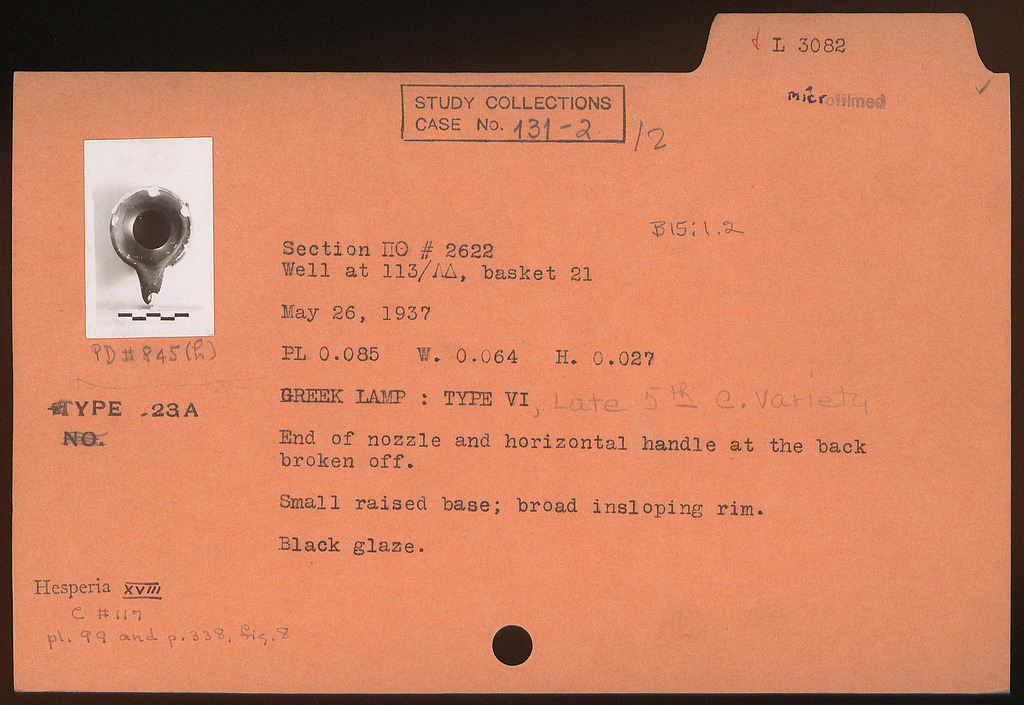 L 3082
microfilmed
STUDY COLLECTIONS
CASE No. 131-2
/2
B15:1.2
Section ΠΘ # 2622
Well at 113/ΛΔ, basket 21
May 26, 1937
PL 0.085 W. 0.064 H. 0.027
GREEK LAMP : TYPE VI, Late 5th C. Variety
End of nozzle and horizontal handle at the back
broken off.
Small raised base; broad insloping rim.
Black glaze.
PD # 845(h)
TYPE 23A
NO.
Hesperia XVIII
C #117
pl. 99 and p. 338, fig. 8